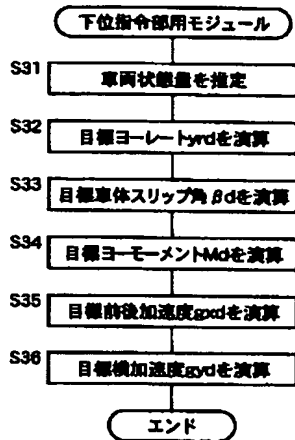 下位指令部用モジュール
S31
車両状態量を推定
S32
目標ヨーレートyrdを演算
S33
目標車体スリップ角βdを演算
S34
目標ヨーモーメントMdを演算
S35
目標前後加速度gxdを演算
S36
目標横加速度gydを演算
エンド